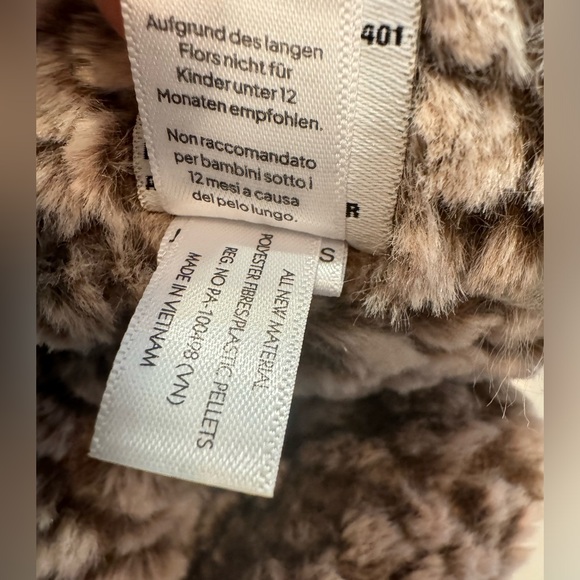 Aufgrund des langen
Flors nicht für
Kinder unter 12
Monaten empfohlen.
Non raccomandato
per bambini sotto i
12 mesi a causa
del pelo lungo.
401
R
S
ALL NEW MATERIAL
POLYESTER FIBRES/PLASTIC PELLETS
REG. NO PA-100498 (VN)
MADE IN VIETNAM